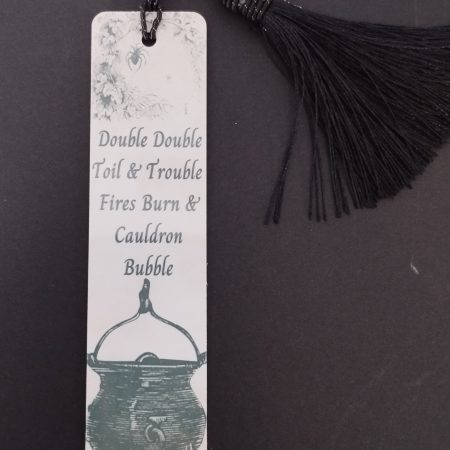 Double Double
Toil & Trouble
Fires Burn &
Cauldron
Bubble